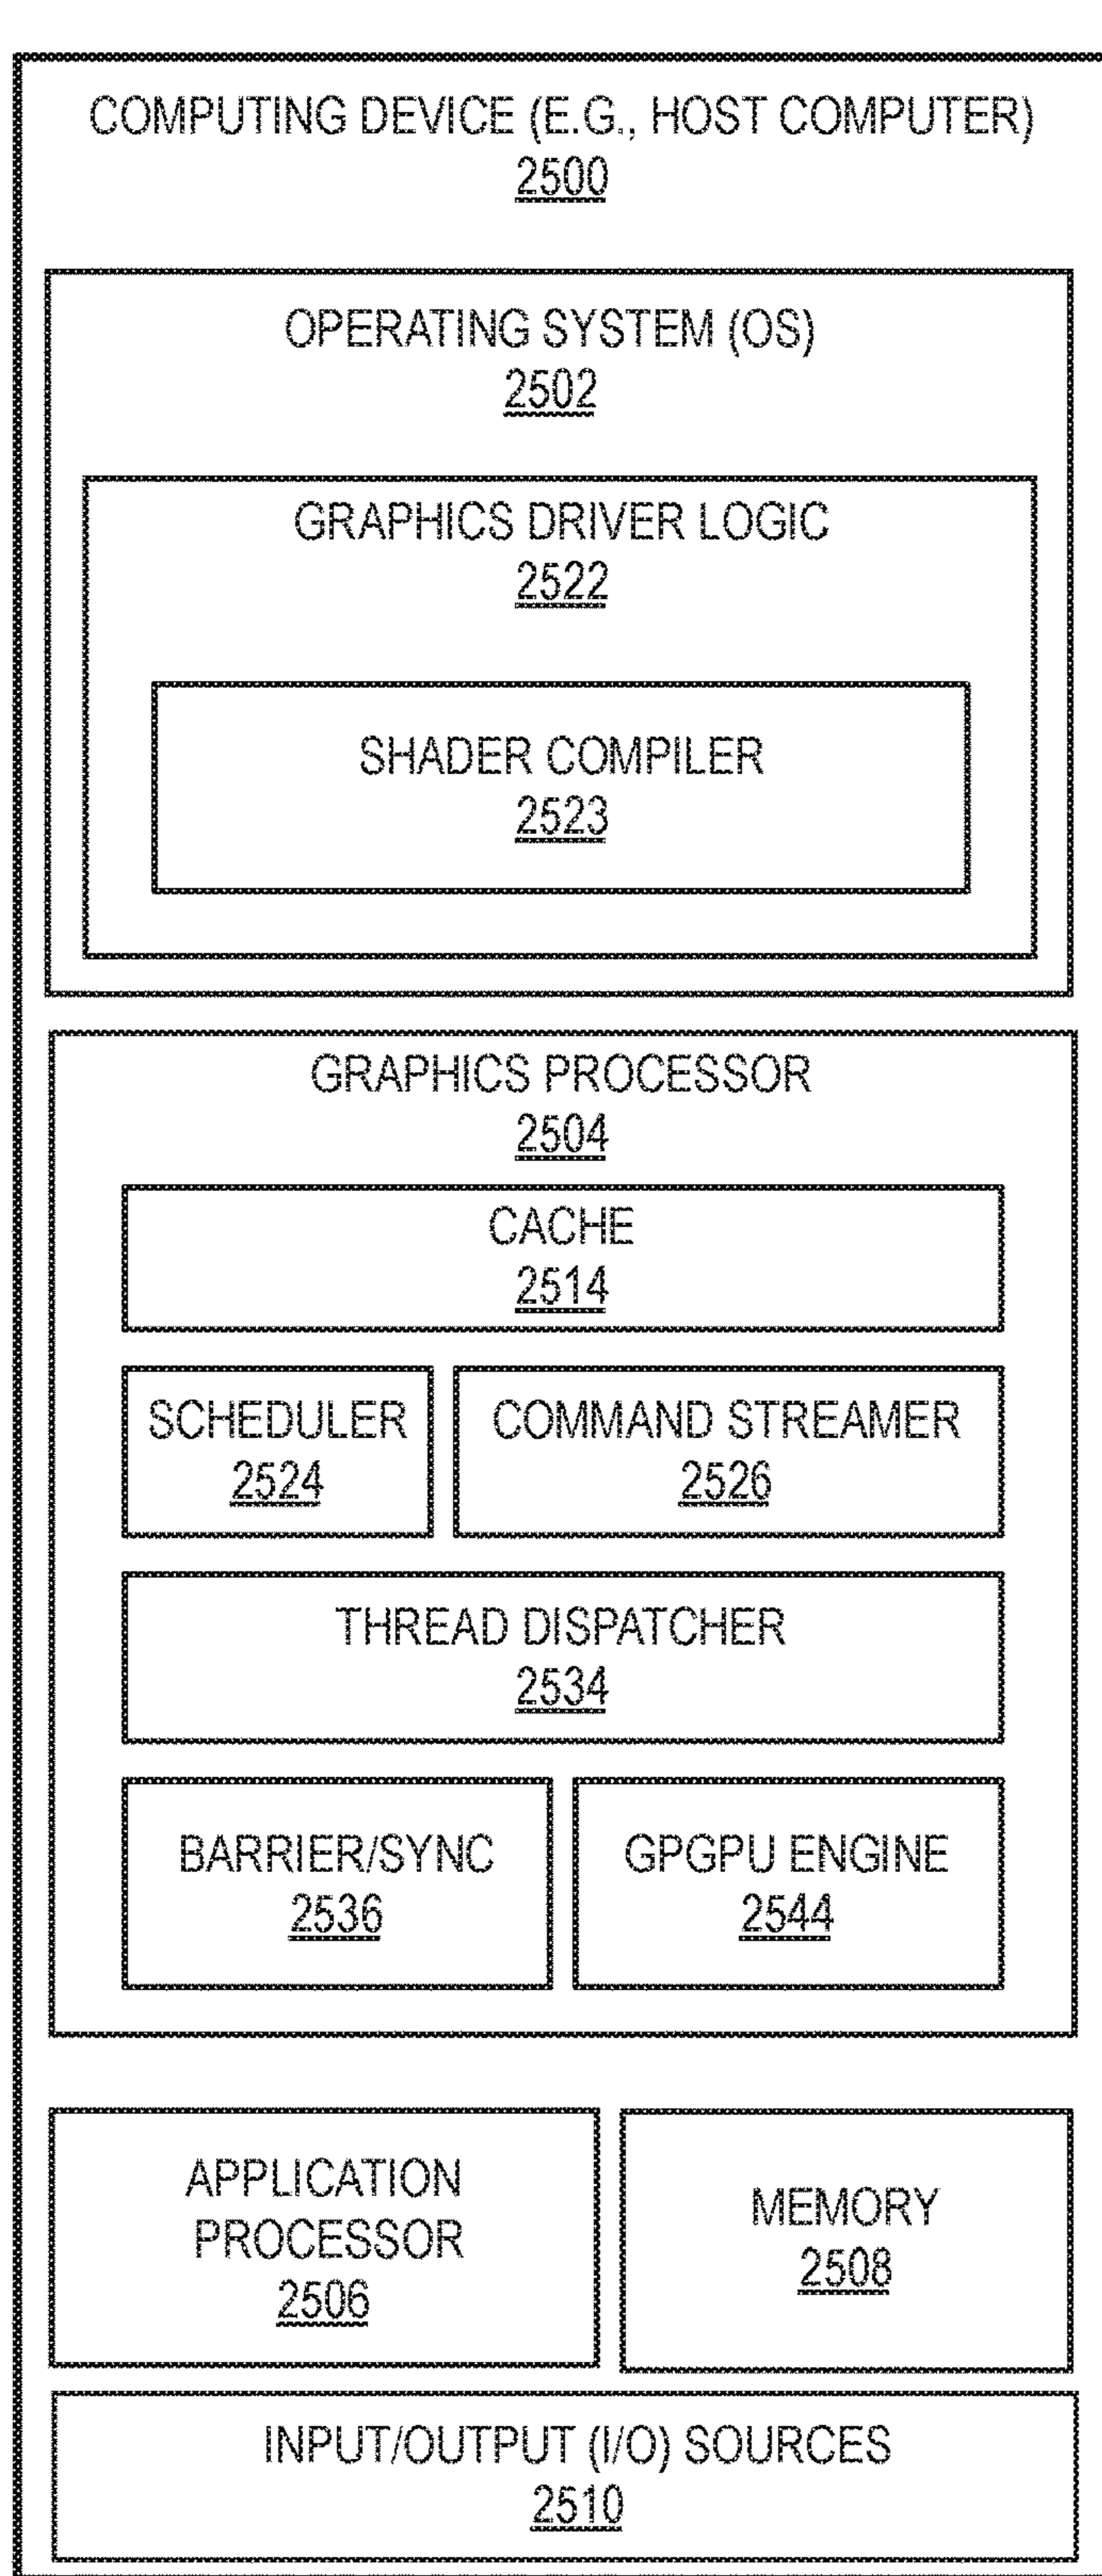 COMPUTING DEVICE (E.G., HOST COMPUTER)
2500
OPERATING SYSTEM (OS)
2502
GRAPHICS DRIVER LOGIC
2522
SHADER COMPILER
2523
GRAPHICS PROCESSOR
2504
CACHE
2514
SCHEDULER
2524
COMMAND STREAMER
2526
THREAD DISPATCHER
2534
BARRIER/SYNC
2536
GPGPU ENGINE
2544
APPLICATION
PROCESSOR
2506
MEMORY
2508
INPUT/OUTPUT (I/O) SOURCES
2510